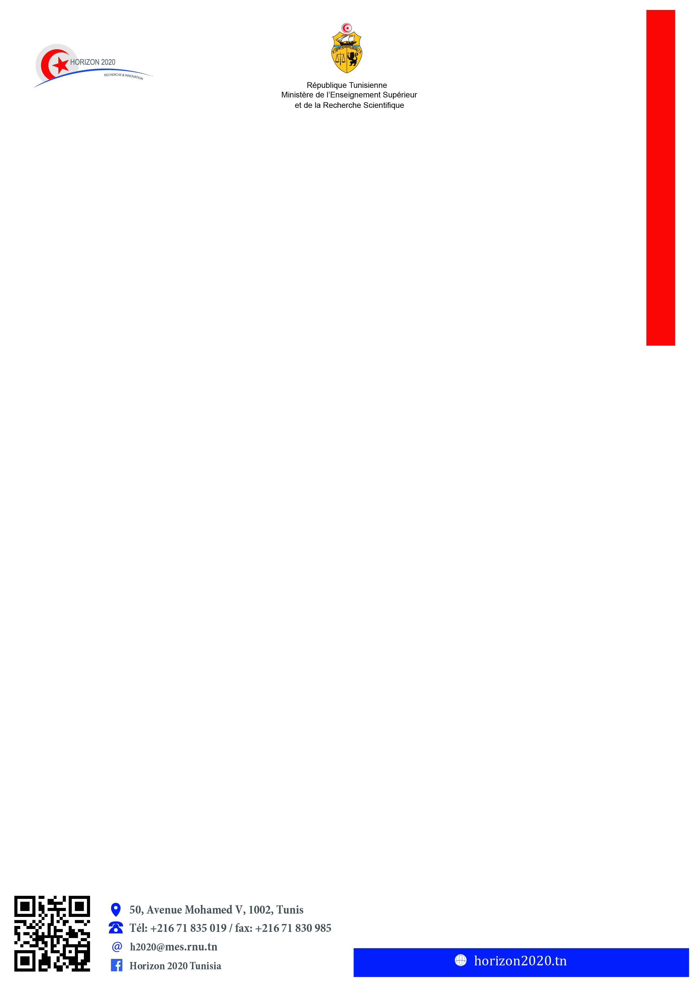 HORIZON 2020
RECHERCHE & INNOVATION
République Tunisienne
Ministère de l’Enseignement Supérieur
et de la Recherche Scientifique
50, Avenue Mohamed V, 1002, Tunis
Tél: +216 71 835 019 / fax: +216 71 830 985
@ h2020@mes.rnu.tn
Horizon 2020 Tunisia
horizon2020.tn